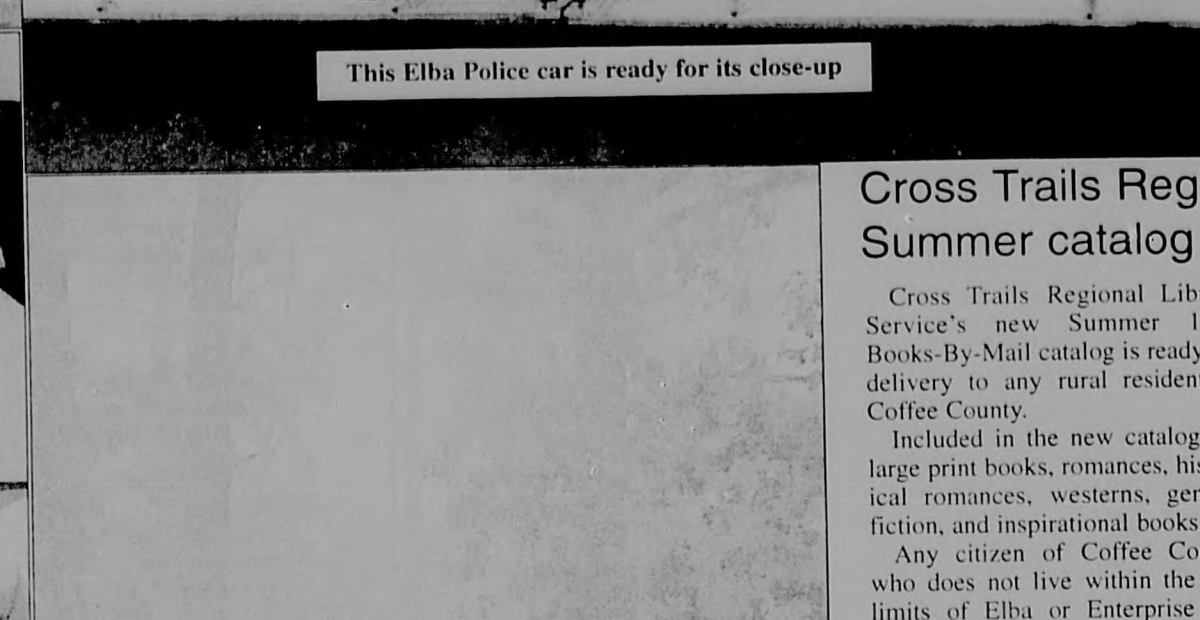 This Elba Police car is ready for its close-up
Cross Trails Reg
Summer catalog
Cross Trails Regional Lib
Service's new Summer
Books-By-Mail catalog is ready
delivery to any rural residen
Coffee County.
Included in the new catalog
large print books, romances, his
ical romances, westerns, gen
fiction, and inspirational books
Any citizen of Coffee Co
who does not live within the
limits of Elba or Enterprise